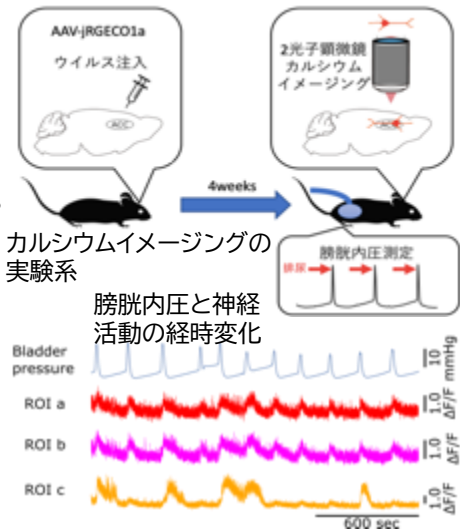 AAV-jRGECO1a
ウイルス注入
ACC
2光子顕微鏡
カルシウム
イメージング
ACC
4weeks
カルシウムイメージングの
実験系
膀胱内圧測定
排尿
膀胱内圧と神経
活動の経時変化
Bladder
pressure
10
mmHg
ROI a
1.0
ΔF/F
ROI b
1.0
ΔF/F
ROI c
1.0
ΔF/F
600 sec